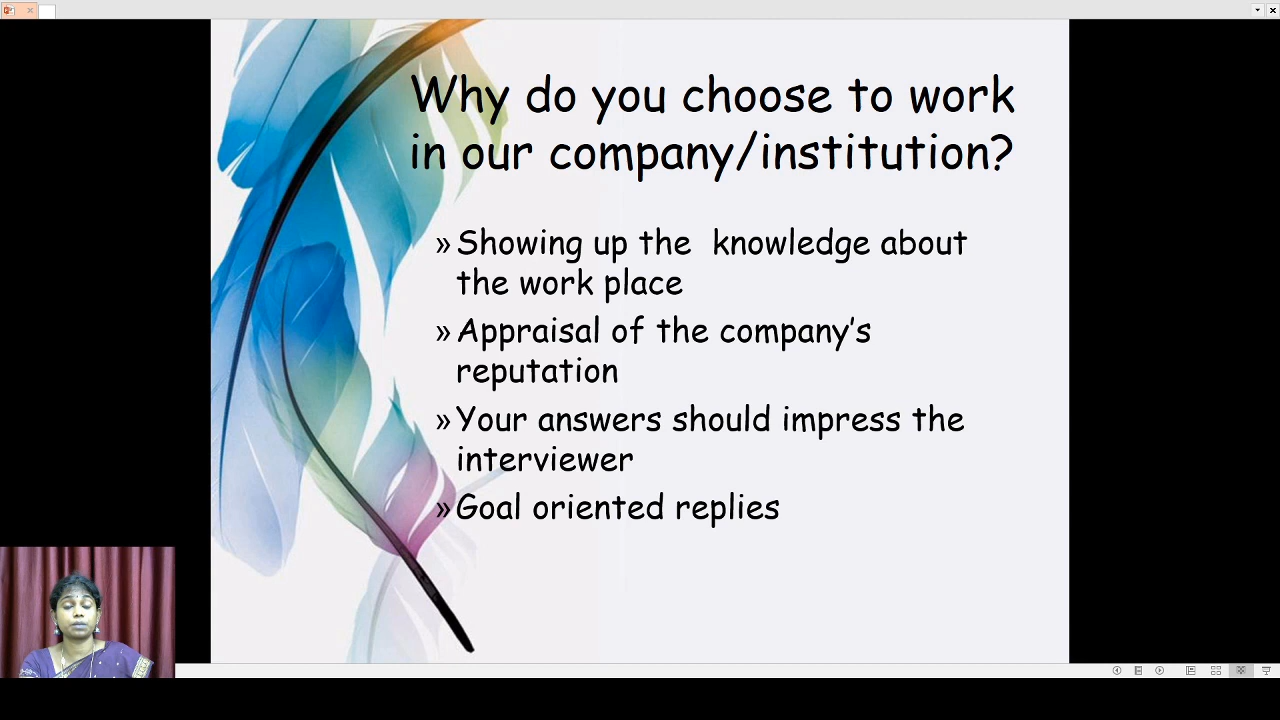 Why do you choose to work
in our company/institution?
» Showing up the  knowledge about
the work place
» Appraisal of the company's
reputation
» Your answers should impress the
interviewer
» Goal oriented replies